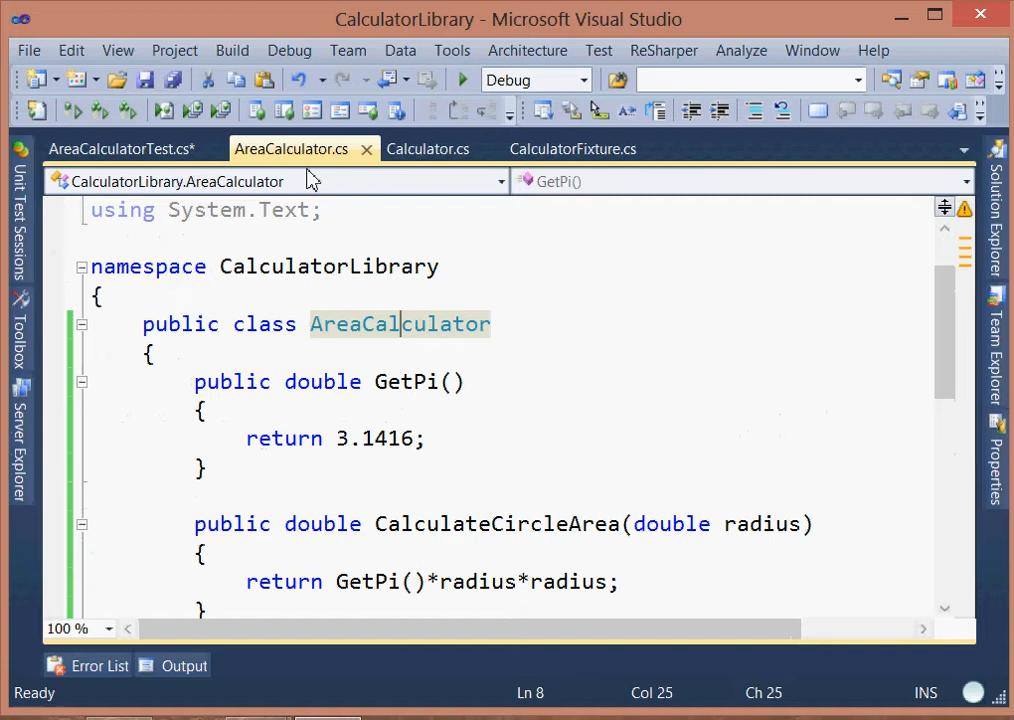 CalculatorLibrary - Microsoft Visual Studio
File Edit View Project Build Debug Team Data Tools Architecture Test ReSharper Analyze Window Help
Debug
AreaCalculatorTest.cs* AreaCalculator.cs Calculator.cs CalculatorFixture.cs
CalculatorLibrary.AreaCalculator GetPi()
using System.Text;
namespace CalculatorLibrary
{
public class AreaCalculator
{
public double GetPi()
{
return 3.1416;
}
public double CalculateCircleArea(double radius)
{
return GetPi()*radius*radius;
}
100 %
Unit Test Sessions
Toolbox
Server Explorer
Solution Explorer
Team Explorer
Properties
Error List Output
Ready Ln 8 Col 25 Ch 25 INS